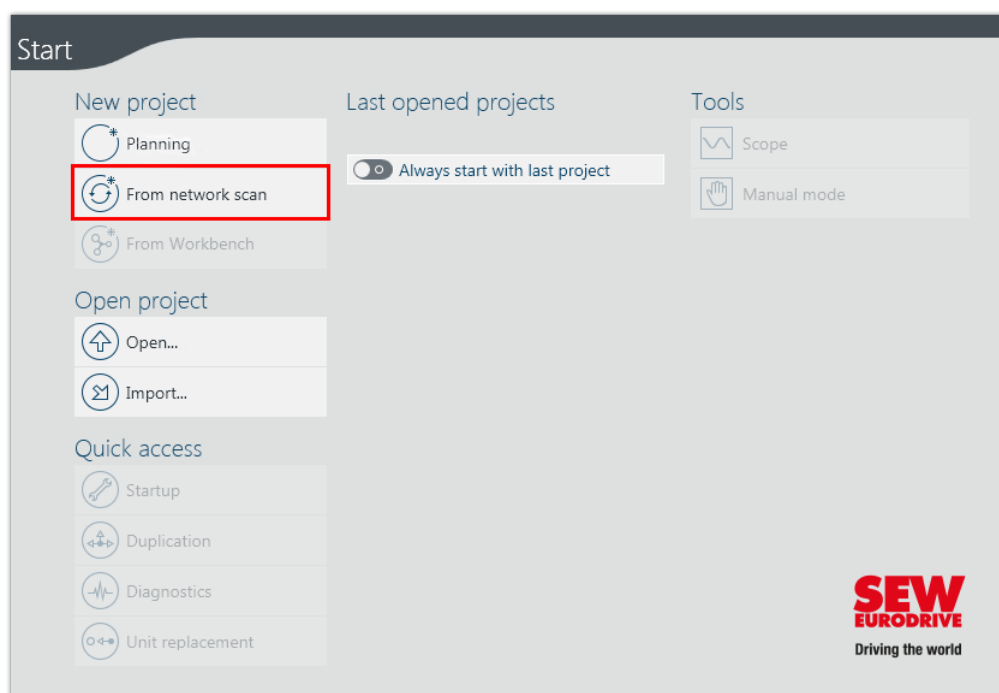 Start
New project
Planning
From network scan
From Workbench
Open project
Open...
Import...
Quick access
Startup
Duplication
Diagnostics
Unit replacement
Last opened projects
Always start with last project
Tools
Scope
Manual mode
SEW
EURODRIVE
Driving the world